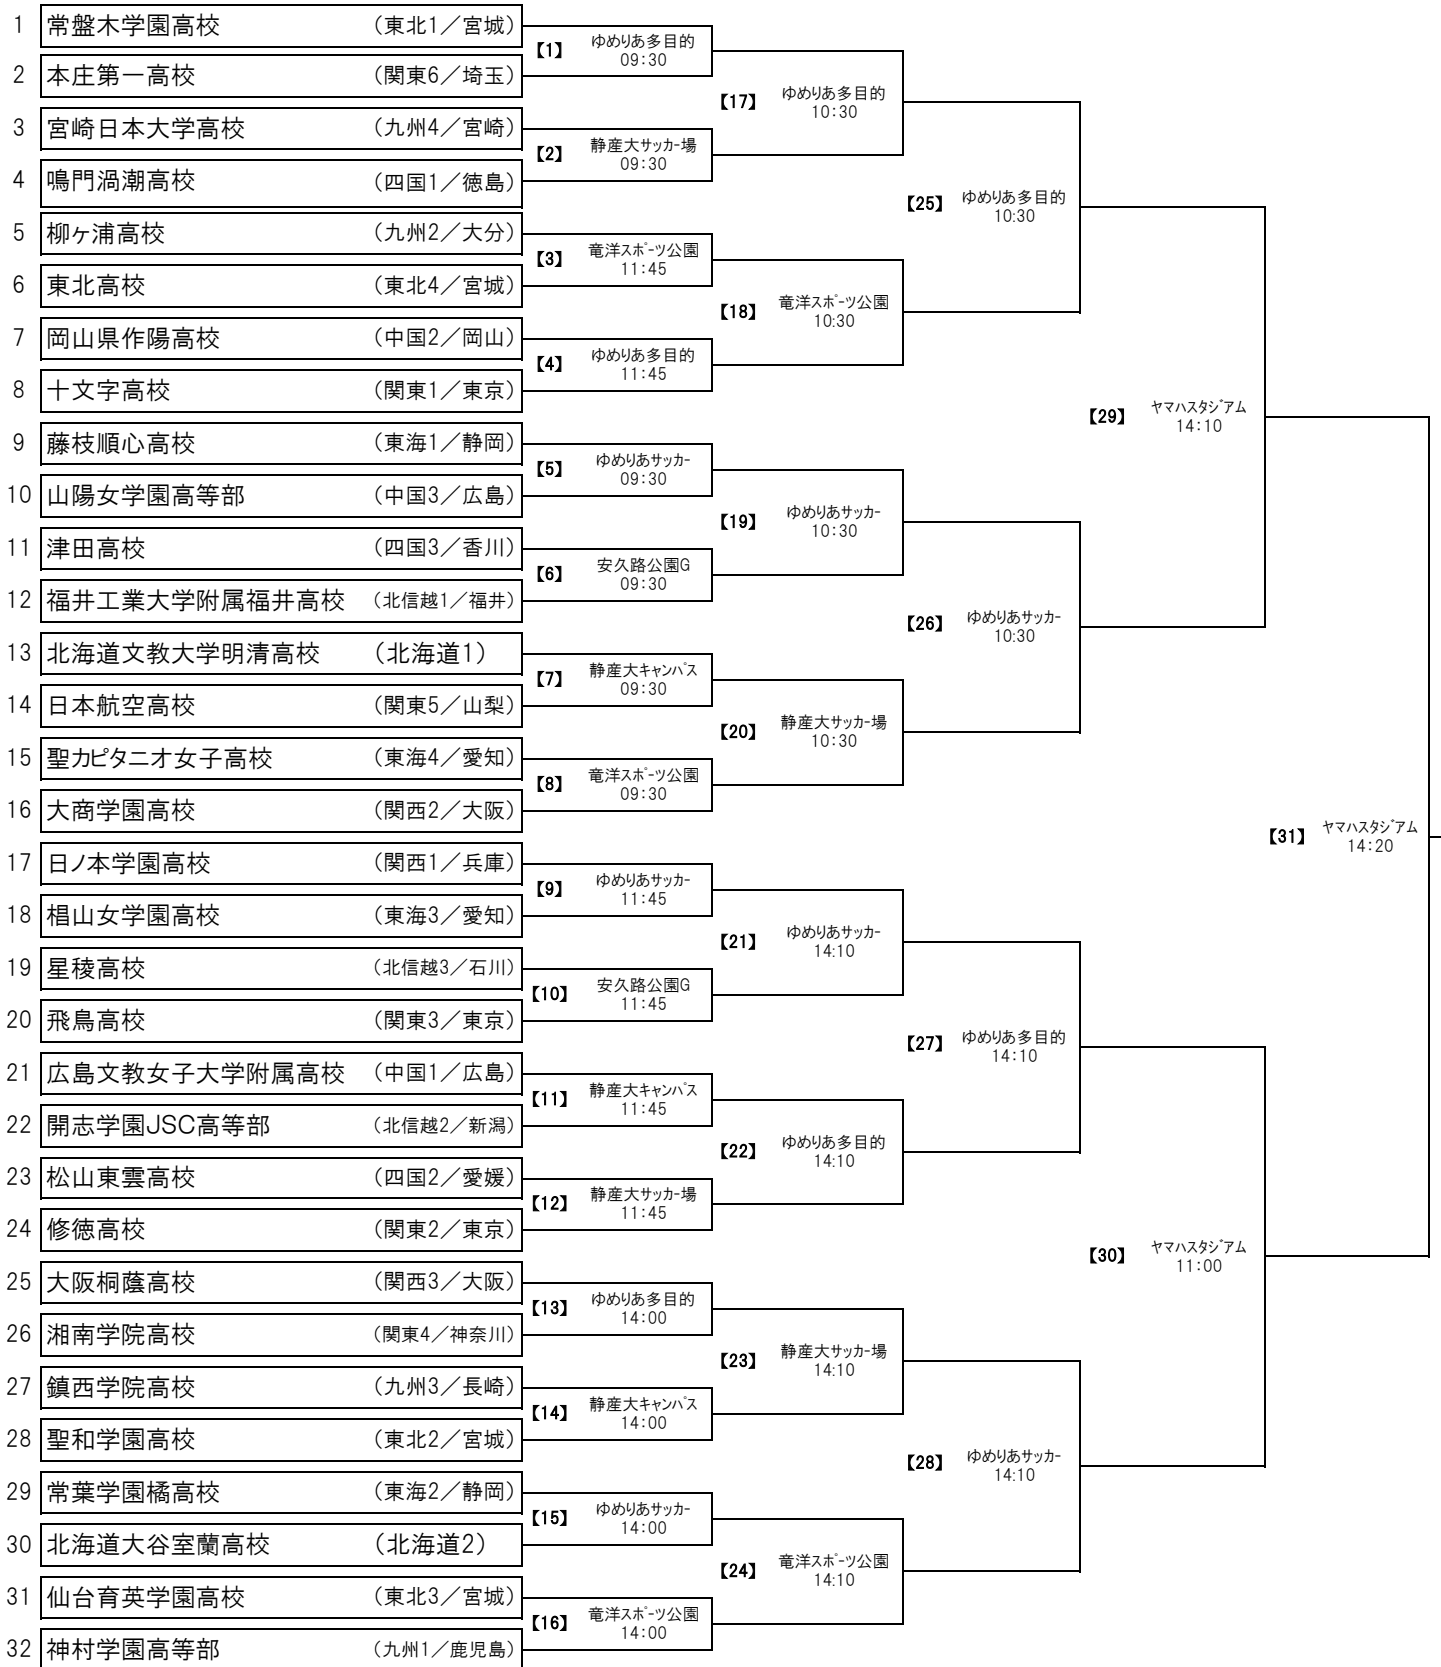 1 常盤木学園高校 （東北1／宮城）
【1】 ゆめりあ多目的
09:30
2 本庄第一高校 （関東6／埼玉）
【17】 ゆめりあ多目的
10:30
3 宮崎日本大学高校 （九州4／宮崎）
【2】 静産大サッカー場
09:30
4 鳴門渦潮高校 （四国1／徳島）
【25】 ゆめりあ多目的
10:30
5 柳ヶ浦高校 （九州2／大分）
【3】 竜洋スポーツ公園
11:45
6 東北高校 （東北4／宮城）
【18】 竜洋スポーツ公園
10:30
7 岡山県作陽高校 （中国2／岡山）
【4】 ゆめりあ多目的
11:45
8 十文字高校 （関東1／東京）
【29】 ヤマハスタジアム
14:10
9 藤枝順心高校 （東海1／静岡）
【5】 ゆめりあサッカー
09:30
10 山陽女学園高等部 （中国3／広島）
【19】 ゆめりあサッカー
10:30
11 津田高校 （四国3／香川）
【6】 安久路公園G
09:30
12 福井工業大学附属福井高校 （北信越1／福井）
【26】 ゆめりあサッカー
10:30
13 北海道文教大学明清高校 （北海道1）
【7】 静産大キャンパス
09:30
14 日本航空高校 （関東5／山梨）
【20】 静産大サッカー場
10:30
15 聖カピタニオ女子高校 （東海4／愛知）
【8】 竜洋スポーツ公園
09:30
16 大商学園高校 （関西2／大阪）
【31】 ヤマハスタジアム
14:20
17 日ノ本学園高校 （関西1／兵庫）
【9】 ゆめりあサッカー
11:45
18 椙山女学園高校 （東海3／愛知）
【21】 ゆめりあサッカー
14:10
19 星稜高校 （北信越3／石川）
【10】 安久路公園G
11:45
20 飛鳥高校 （関東3／東京）
【27】 ゆめりあ多目的
14:10
21 広島文教女子大学附属高校 （中国1／広島）
【11】 静産大キャンパス
11:45
22 開志学園JSC高等部 （北信越2／新潟）
【22】 ゆめりあ多目的
14:10
23 松山東雲高校 （四国2／愛媛）
【12】 静産大サッカー場
11:45
24 修徳高校 （関東2／東京）
【30】 ヤマハスタジアム
11:00
25 大阪桐蔭高校 （関西3／大阪）
【13】 ゆめりあ多目的
14:00
26 湘南学院高校 （関東4／神奈川）
【23】 静産大サッカー場
14:10
27 鎮西学院高校 （九州3／長崎）
【14】 静産大キャンパス
14:00
28 聖和学園高校 （東北2／宮城）
【28】 ゆめりあサッカー
14:10
29 常葉学園橘高校 （東海2／静岡）
【15】 ゆめりあサッカー
14:00
30 北海道大谷室蘭高校 （北海道2）
【24】 竜洋スポーツ公園
14:10
31 仙台育英学園高校 （東北3／宮城）
【16】 竜洋スポーツ公園
14:00
32 神村学園高等部 （九州1／鹿児島）